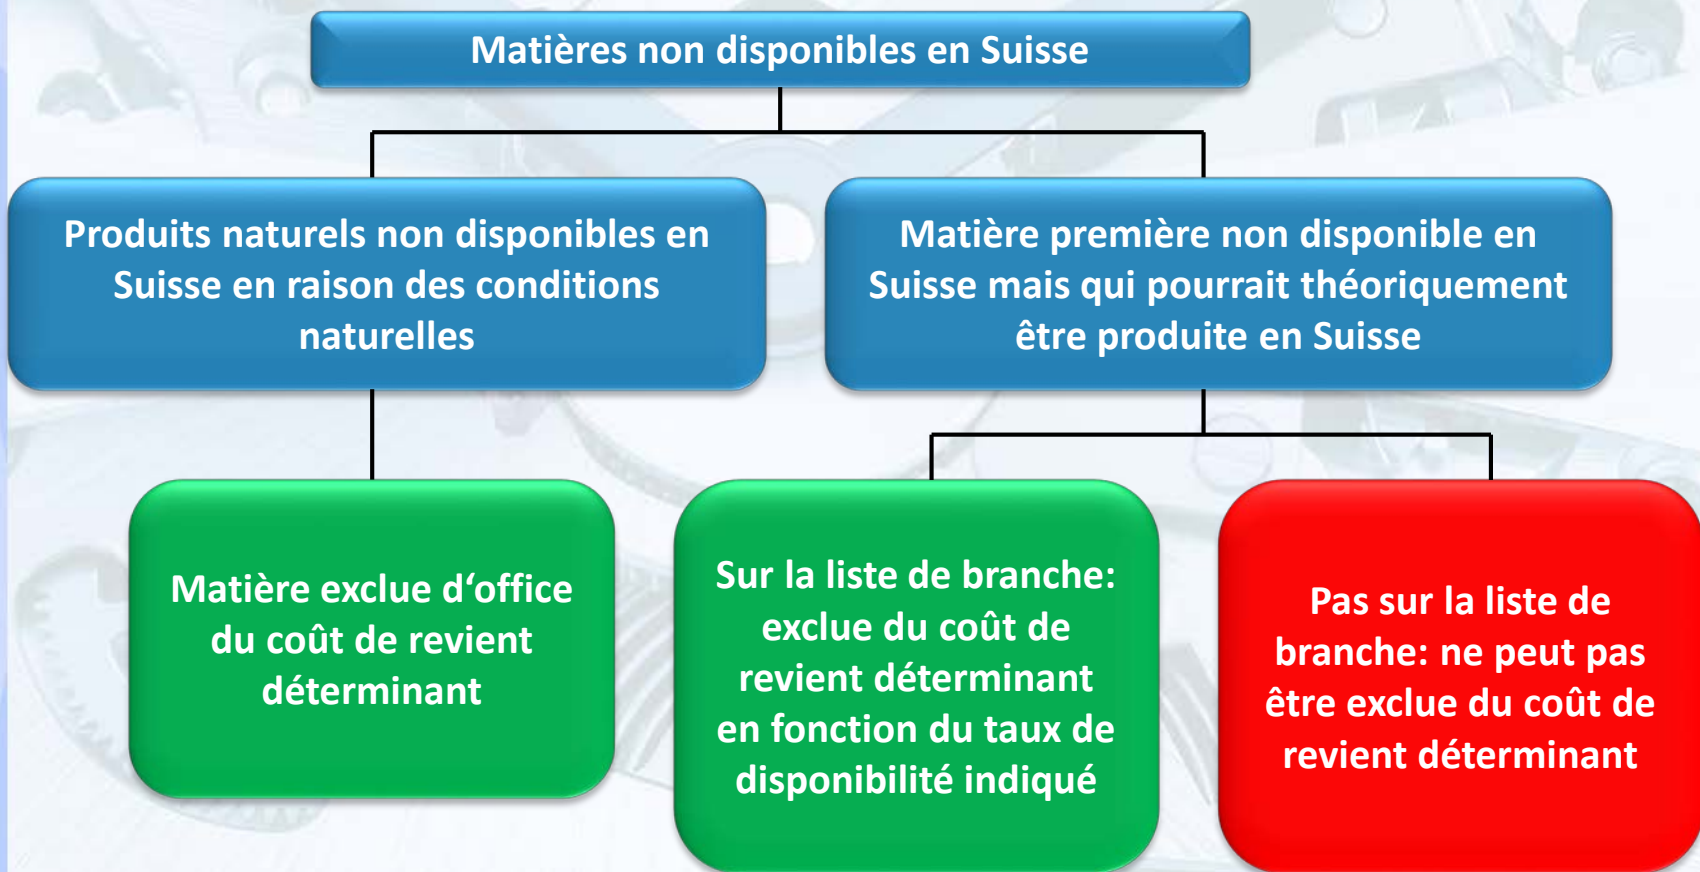 Matières non disponibles en Suisse
Produits naturels non disponibles en
Suisse en raison des conditions
naturelles
Matière première non disponible en
Suisse mais qui pourrait théoriquement
être produite en Suisse
Matière exclue d‘office
du coût de revient
déterminant
Sur la liste de branche:
exclue du coût de
revient déterminant
en fonction du taux de
disponibilité indiqué
Pas sur la liste de
branche: ne peut pas
être exclue du coût de
revient déterminant